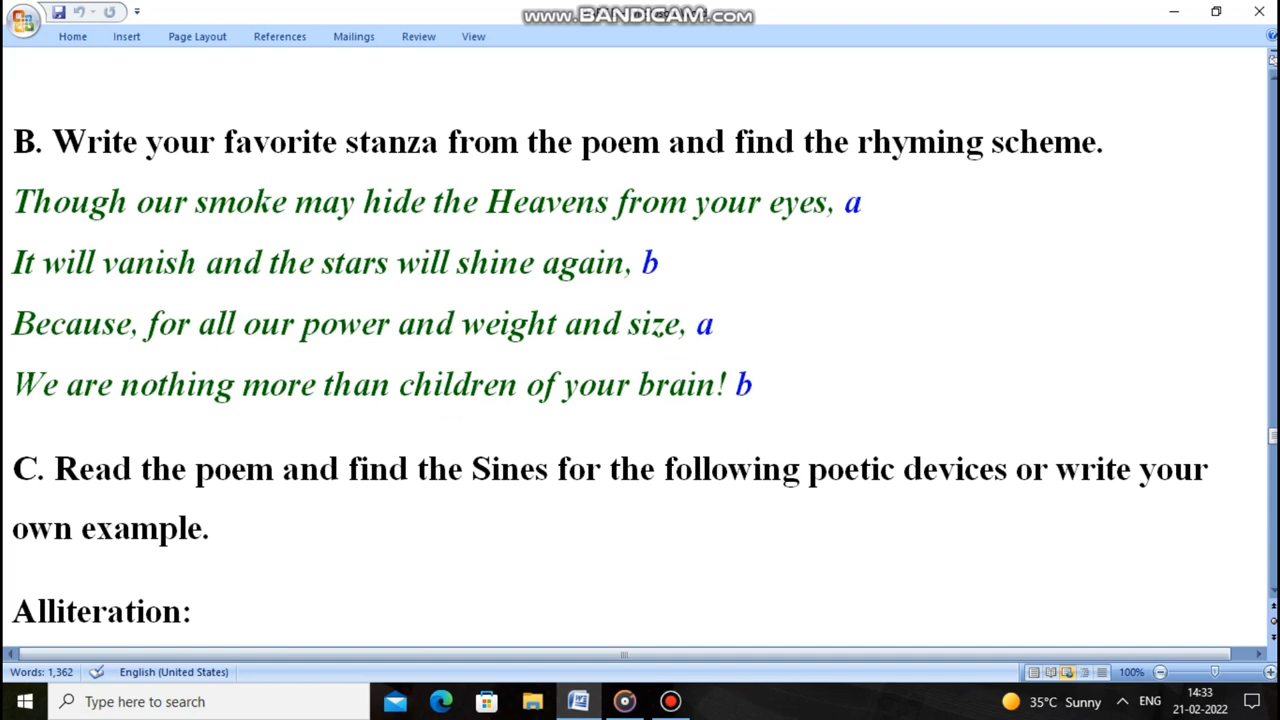 www.BANDICAM.com
Home Insert Page Layout References Mailings Review View
B. Write your favorite stanza from the poem and find the rhyming scheme.
Though our smoke may hide the Heavens from your eyes, a
It will vanish and the stars will shine again, b
Because, for all our power and weight and size, a
We are nothing more than children of your brain! b
C. Read the poem and find the Sines for the following poetic devices or write your
own example.
Alliteration:
Words: 1,362 English (United States) 100%
Type here to search 35°C Sunny ENG 14:33
21-02-2022